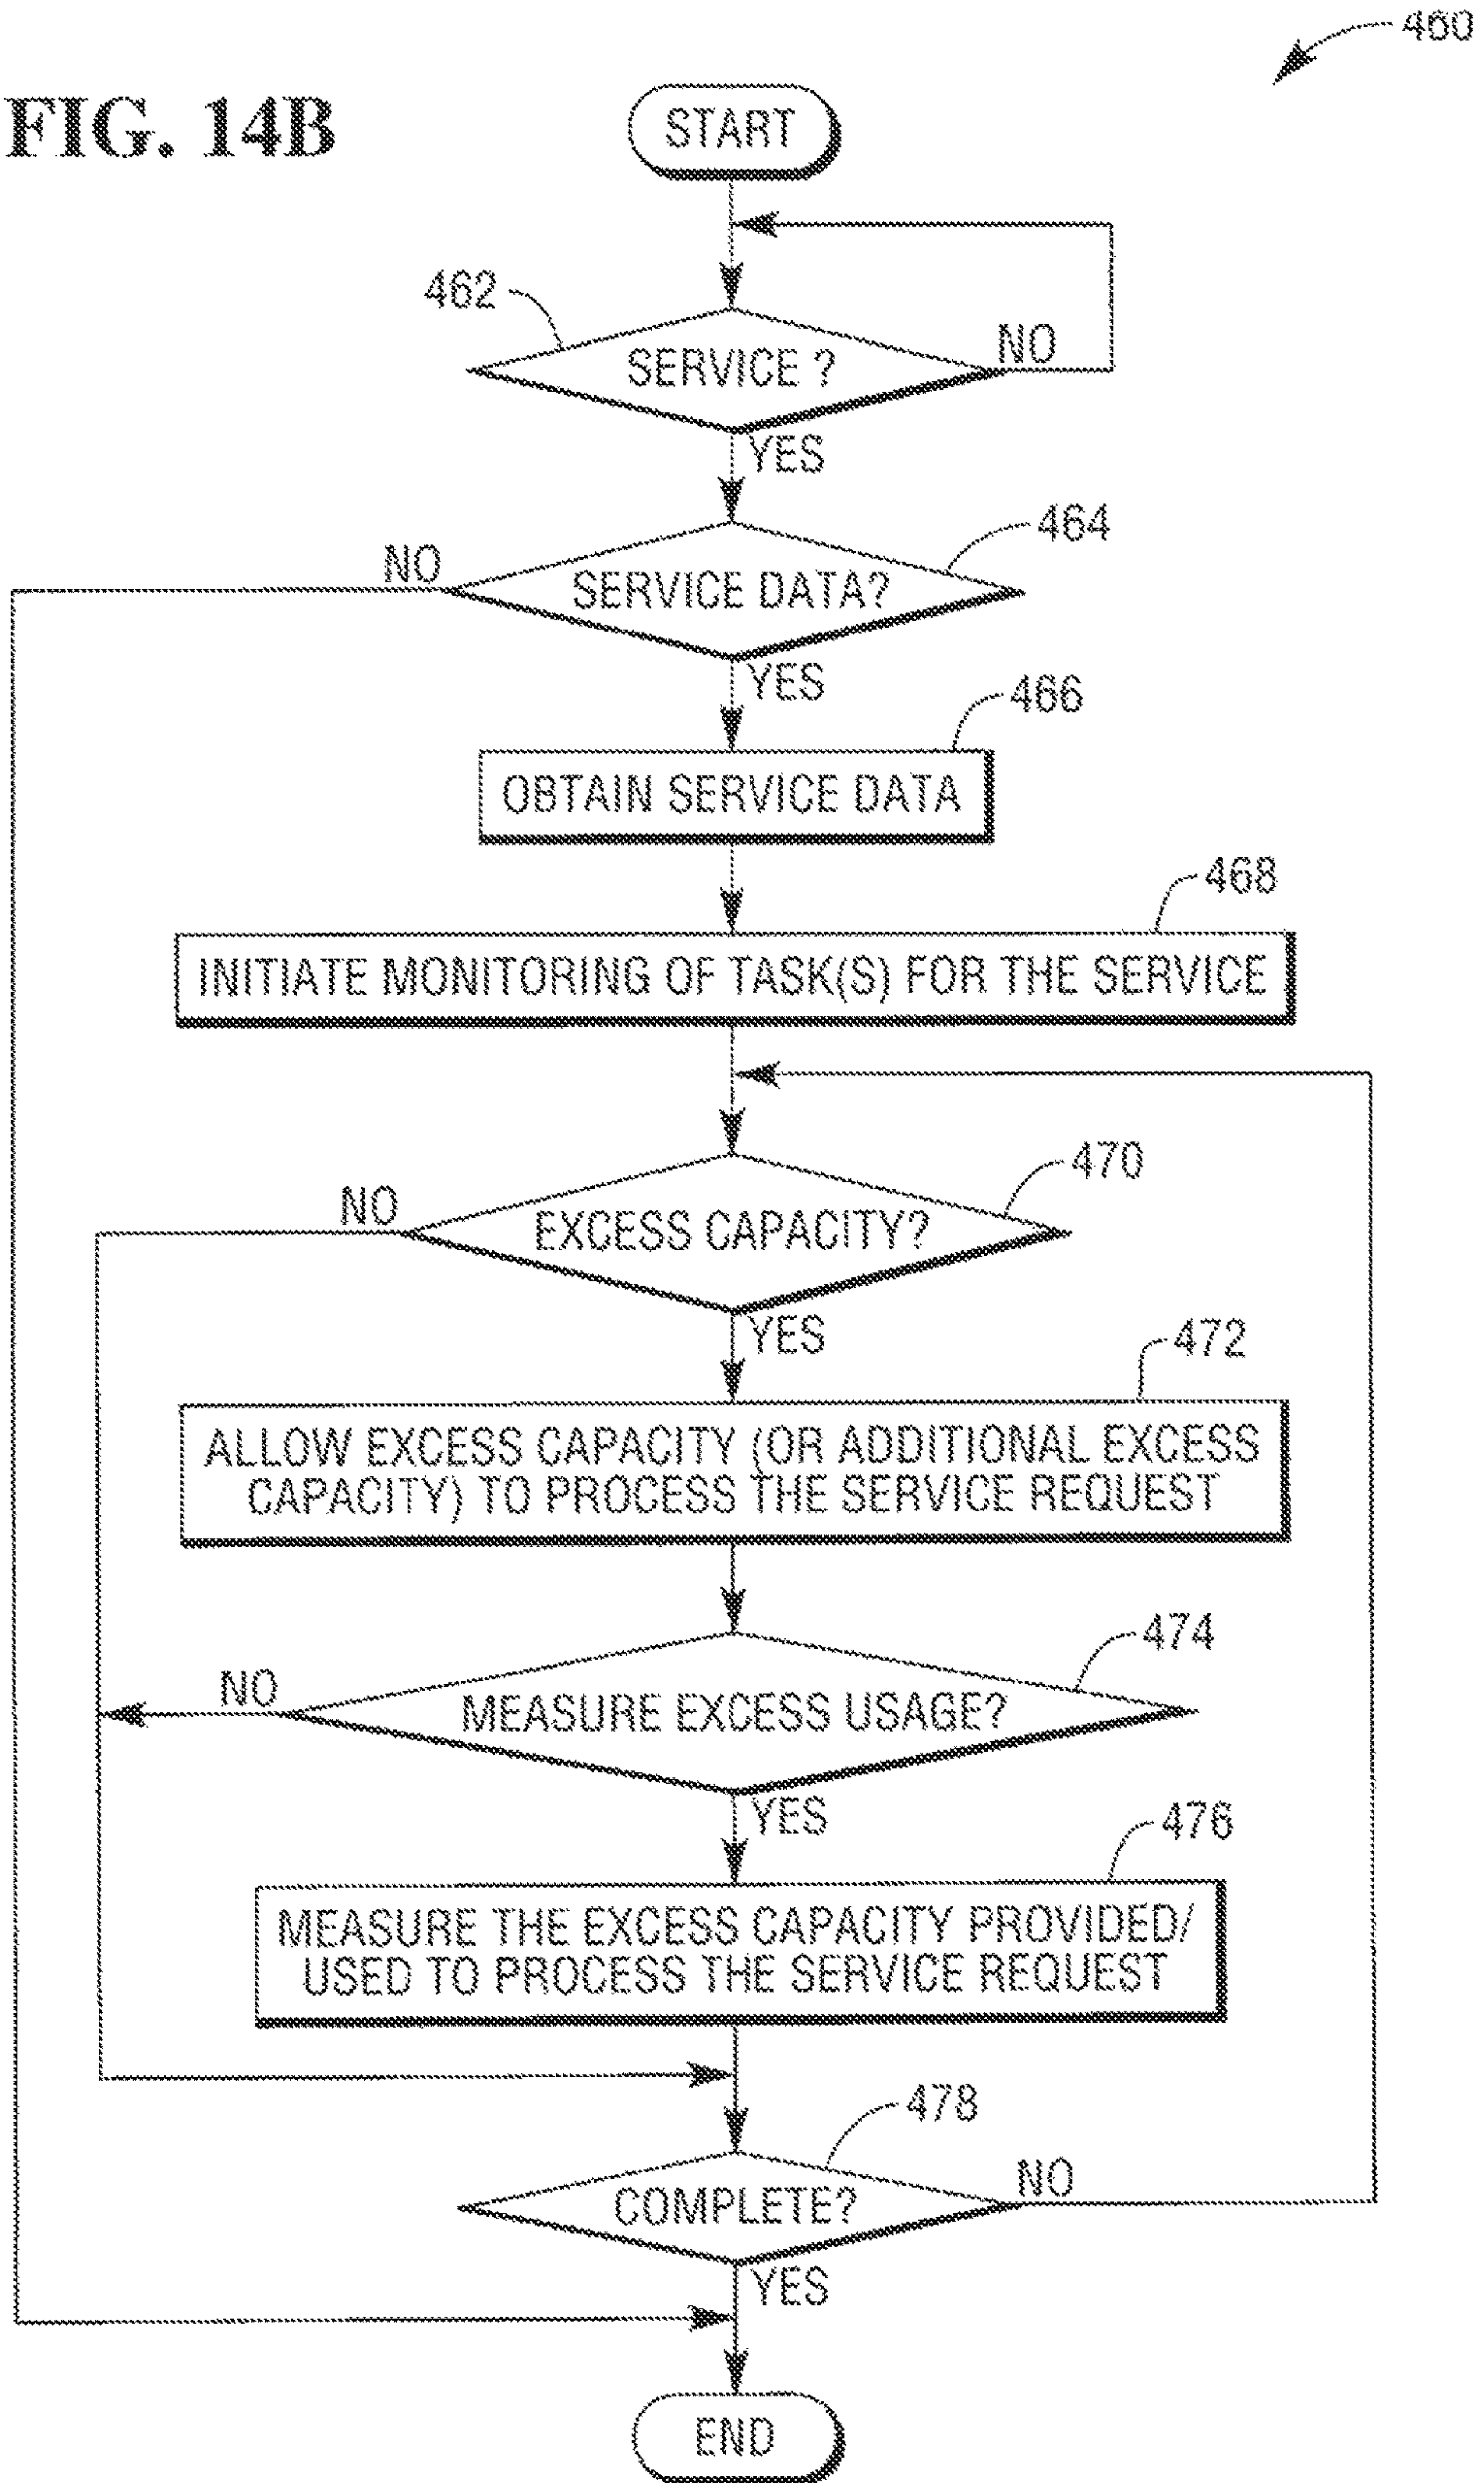 460
FIG. 14B
START
462
SERVICE ?
NO
YES
464
NO
SERVICE DATA?
YES
466
OBTAIN SERVICE DATA
468
INITIATE MONITORING OF TASK(S) FOR THE SERVICE
470
NO
EXCESS CAPACITY?
YES
472
ALLOW EXCESS CAPACITY (OR ADDITIONAL EXCESS
CAPACITY) TO PROCESS THE SERVICE REQUEST
474
NO
MEASURE EXCESS USAGE?
YES
476
MEASURE THE EXCESS CAPACITY PROVIDED/
USED TO PROCESS THE SERVICE REQUEST
478
COMPLETE?
NO
YES
END